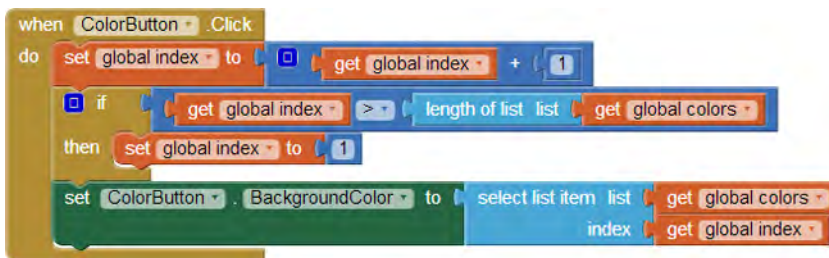 when ColorButton .Click
do set global index to get global index + 1
if get global index > length of list list get global colors
then set global index to 1
set ColorButton . BackgroundColor to select list item list get global colors
index get global index